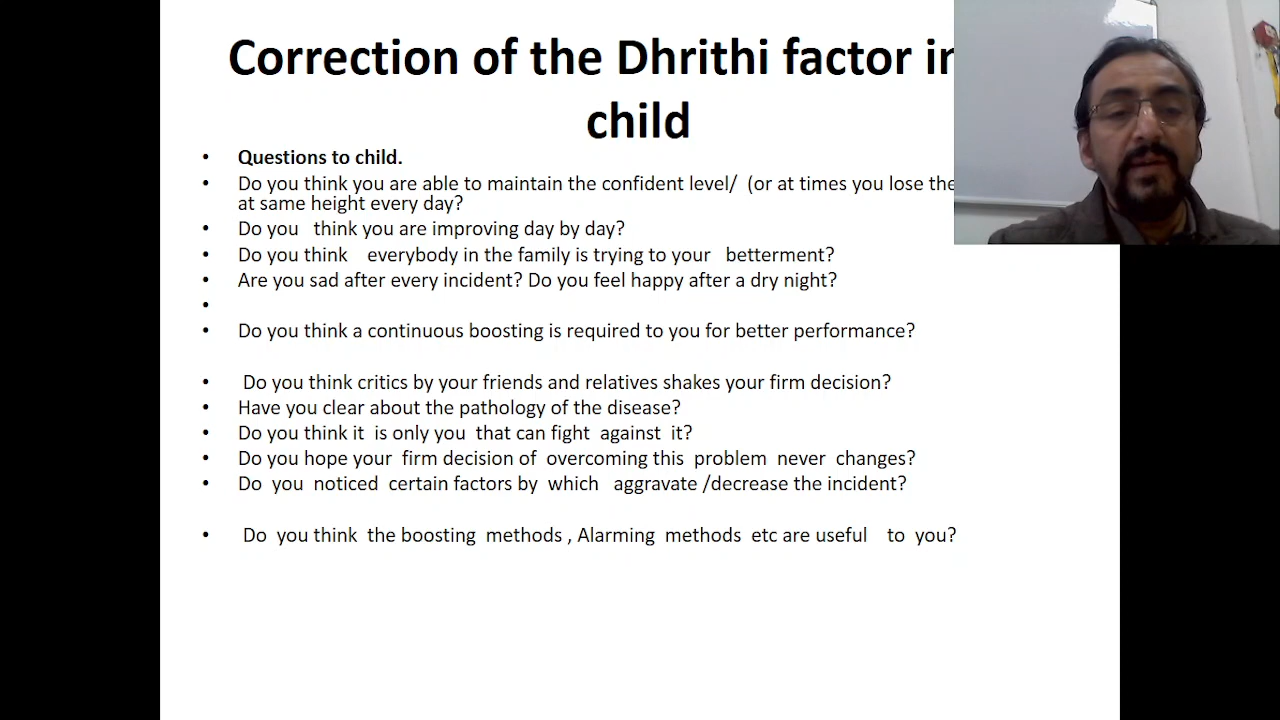 Correction of the Dhrithi factor in
child
• Questions to child.
• Do you think you are able to maintain the confident level/ (or at times you lose the
at same height every day?
• Do you think you are improving day by day?
• Do you think everybody in the family is trying to your betterment?
• Are you sad after every incident? Do you feel happy after a dry night?
•
• Do you think a continuous boosting is required to you for better performance?
• Do you think critics by your friends and relatives shakes your firm decision?
• Have you clear about the pathology of the disease?
• Do you think it is only you that can fight against it?
• Do you hope your firm decision of overcoming this problem never changes?
• Do you noticed certain factors by which aggravate /decrease the incident?
• Do you think the boosting methods , Alarming methods etc are useful to you?